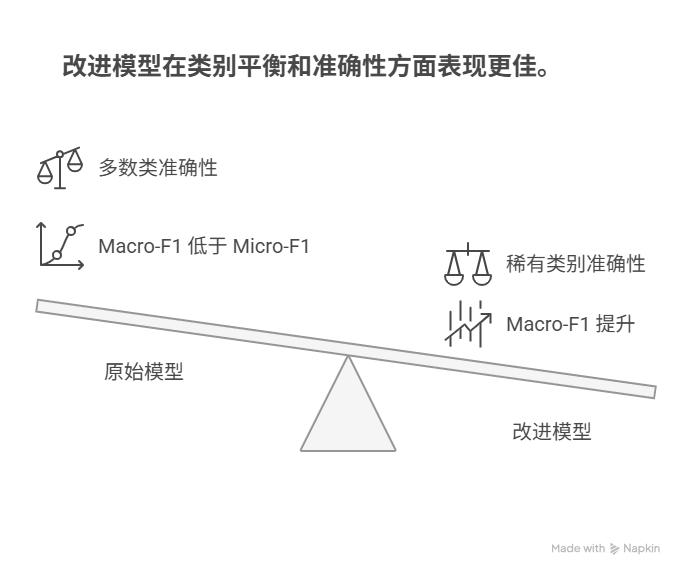 改进模型在类别平衡和准确性方面表现更佳。
多数类准确性
Macro-F1 低于 Micro-F1
稀有类别准确性
Macro-F1 提升
原始模型
改进模型
Made with Napkin